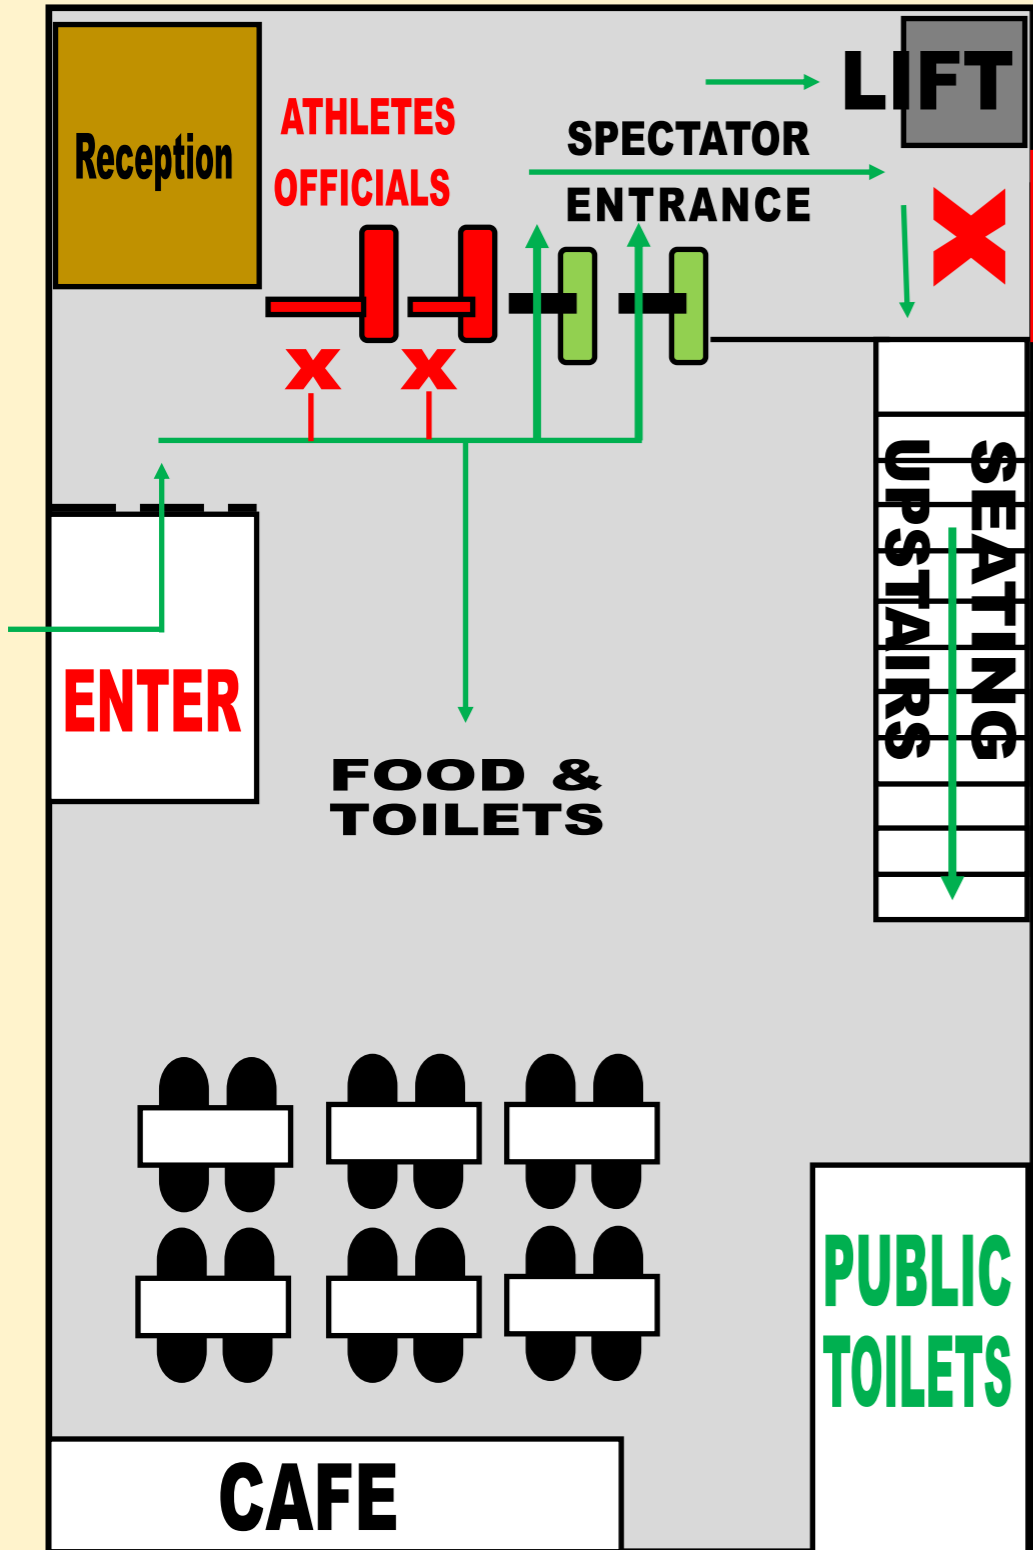 LIFT
ATHLETES
OFFICIALS
Reception
SPECTATOR
ENTRANCE
X
X
X
SEATING
UPSTAIRS
ENTER
FOOD &
TOILETS
PUBLIC
TOILETS
CAFE